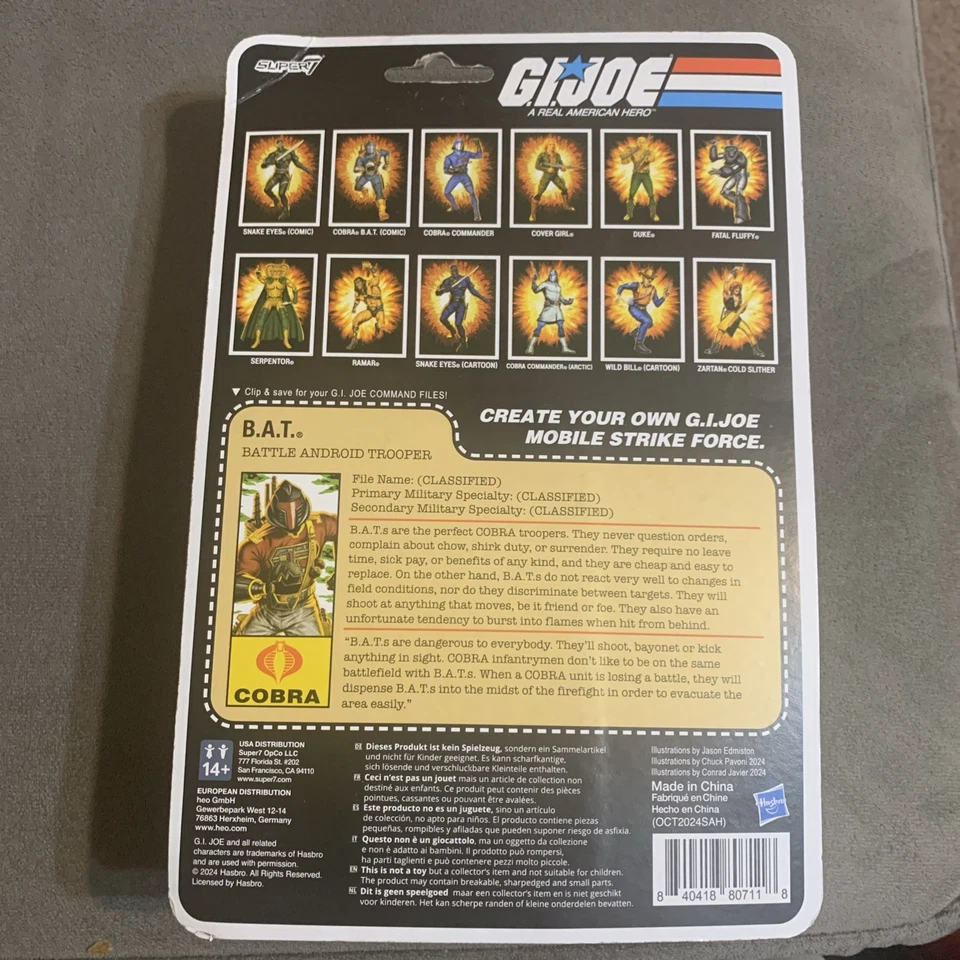 SUPER7
G.I. JOE
A REAL AMERICAN HERO™
SNAKE EYES® (COMIC)
COBRA® B.A.T. (COMIC)
COBRA® COMMANDER
COVER GIRL®
DUKE®
FATAL FLUFFY®
SERPENTOR®
RAMAR®
SNAKE EYES® (CARTOON)
COBRA COMMANDER® (ARCTIC)
WILD BILL® (CARTOON)
ZARTAN® COLD SLITHER
▼ Clip & save for your G.I. JOE COMMAND FILES!
CREATE YOUR OWN G.I.JOE
MOBILE STRIKE FORCE.
B.A.T.®
BATTLE ANDROID TROOPER
File Name: (CLASSIFIED)
Primary Military Specialty: (CLASSIFIED)
Secondary Military Specialty: (CLASSIFIED)
B.A.T.s are the perfect COBRA troopers. They never question orders,
complain about chow, shirk duty, or surrender. They require no leave
time, sick pay, or benefits of any kind, and they are cheap and easy to
replace. On the other hand, B.A.T.s do not react very well to changes in
field conditions, nor do they discriminate between targets. They will
shoot at anything that moves, be it friend or foe. They also have an
unfortunate tendency to burst into flames when hit from behind.
"B.A.T.s are dangerous to everybody. They'll shoot, bayonet or kick
anything in sight. COBRA infantrymen don't like to be on the same
battlefield with B.A.T.s. When a COBRA unit is losing a battle, they will
dispense B.A.T.s into the midst of the firefight in order to evacuate the
area easily."
COBRA
14+
USA DISTRIBUTION
Super7 OpCo LLC
777 Florida St. #202
San Francisco, CA 94110
www.super7.com
EUROPEAN DISTRIBUTION
heo GmbH
Gewerbepark West 12-14
76863 Herxheim, Germany
www.heo.com
G.I. JOE and all related
characters are trademarks of Hasbro
and are used with permission.
© 2024 Hasbro. All Rights Reserved.
Licensed by Hasbro.
DE Dieses Produkt ist kein Spielzeug, sondern ein Sammelartikel
und nicht für Kinder geeignet. Es kann scharfkantige,
sich lösende und verschluckbare Kleinteile enthalten.
FR Ceci n'est pas un jouet mais un article de collection non
destiné aux enfants. Ce produit peut contenir des pièces
pointues, cassantes ou pouvant être avalées.
ES Este producto no es un juguete, sino un artículo
de colección, no apto para niños. El producto contiene piezas
pequeñas, rompibles y afiladas que pueden suponer riesgo de asfixia.
IT Questo non è un giocattolo, ma un oggetto da collezione
e non è adatto ai bambini. Il prodotto può rompersi,
ha parti taglienti e può contenere pezzi molto piccole.
EN This is not a toy but a collector's item and not suitable for children.
The product may contain breakable, sharpedged and small parts.
NL Dit is geen speelgoed maar een collector's item en is niet geschikt
voor kinderen. Het kan scherpe randen of kleine onderdelen bevatten.
Illustrations by Jason Edmiston
Illustrations by Chuck Pavoni 2024
Illustrations by Conrad Javier 2024
Made in China
Fabriqué en Chine
Hecho en China
(OCT2024SAH)
Hasbro
8 40418 80711 8